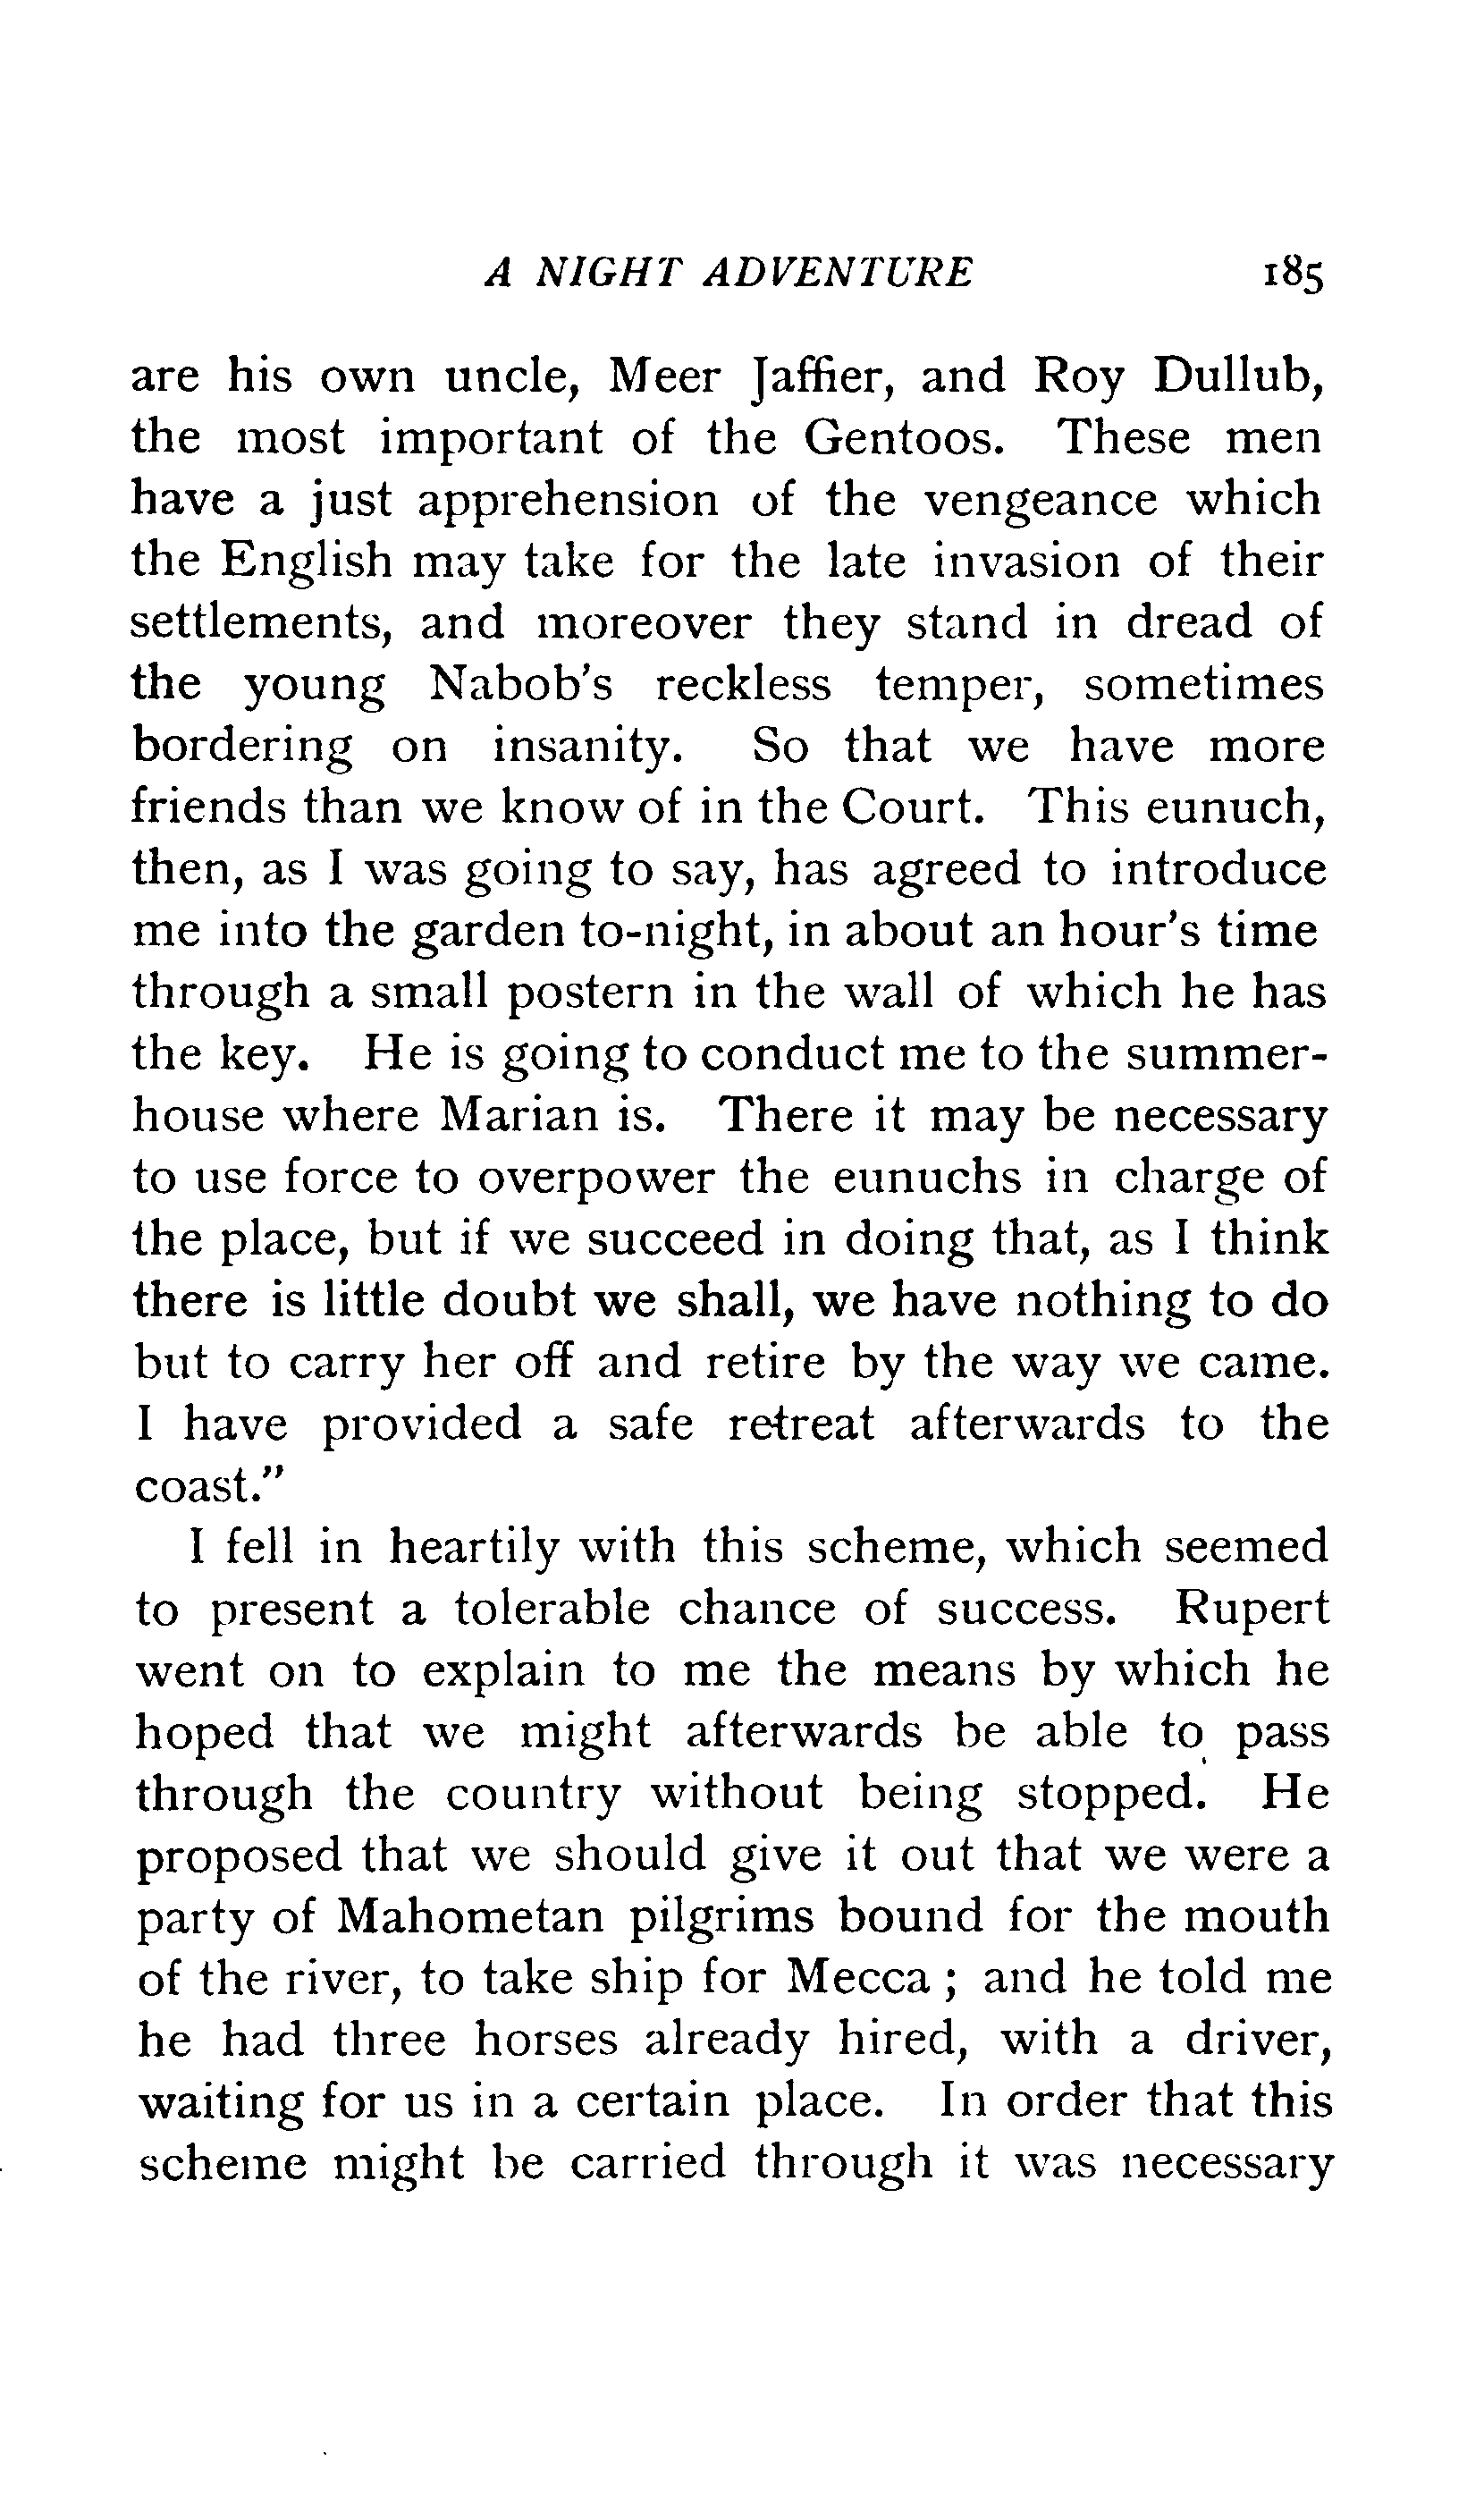 A NIGHT ADVENTURE 185
are his own uncle, Meer Jaffier, and Roy Dullub,
the most important of the Gentoos. These men
have a just apprehension of the vengeance which
the English may take for the late invasion of their
settlements, and moreover they stand in dread of
the young Nabob's reckless temper, sometimes
bordering on insanity. So that we have more
friends than we know of in the Court. This eunuch,
then, as I was going to say, has agreed to introduce
me into the garden to-night, in about an hour's time
through a small postern in the wall of which he has
the key. He is going to conduct me to the summer-
house where Marian is. There it may be necessary
to use force to overpower the eunuchs in charge of
the place, but if we succeed in doing that, as I think
there is little doubt we shall, we have nothing to do
but to carry her off and retire by the way we came.
I have provided a safe retreat afterwards to the
coast."
I fell in heartily with this scheme, which seemed
to present a tolerable chance of success. Rupert
went on to explain to me the means by which he
hoped that we might afterwards be able to pass
through the country without being stopped. He
proposed that we should give it out that we were a
party of Mahometan pilgrims bound for the mouth
of the river, to take ship for Mecca ; and he told me
he had three horses already hired, with a driver,
waiting for us in a certain place. In order that this
scheme might be carried through it was necessary